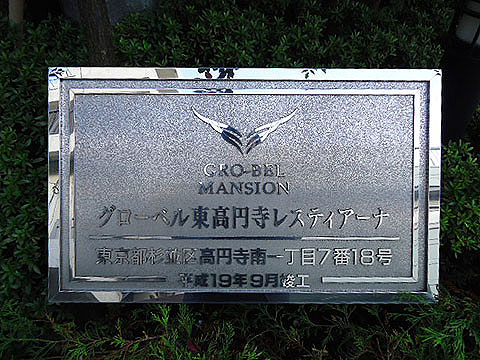 GRO-BEL
MANSION
グローベル東高円寺レスティアーナ
東京都杉並区高円寺南一丁目7番18号
平成19年9月竣工